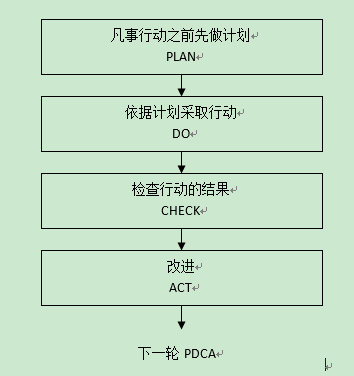 凡事行动之前先做计划
PLAN
依据计划采取行动
DO
检查行动的结果
CHECK
改进
ACT
下一轮 PDCA